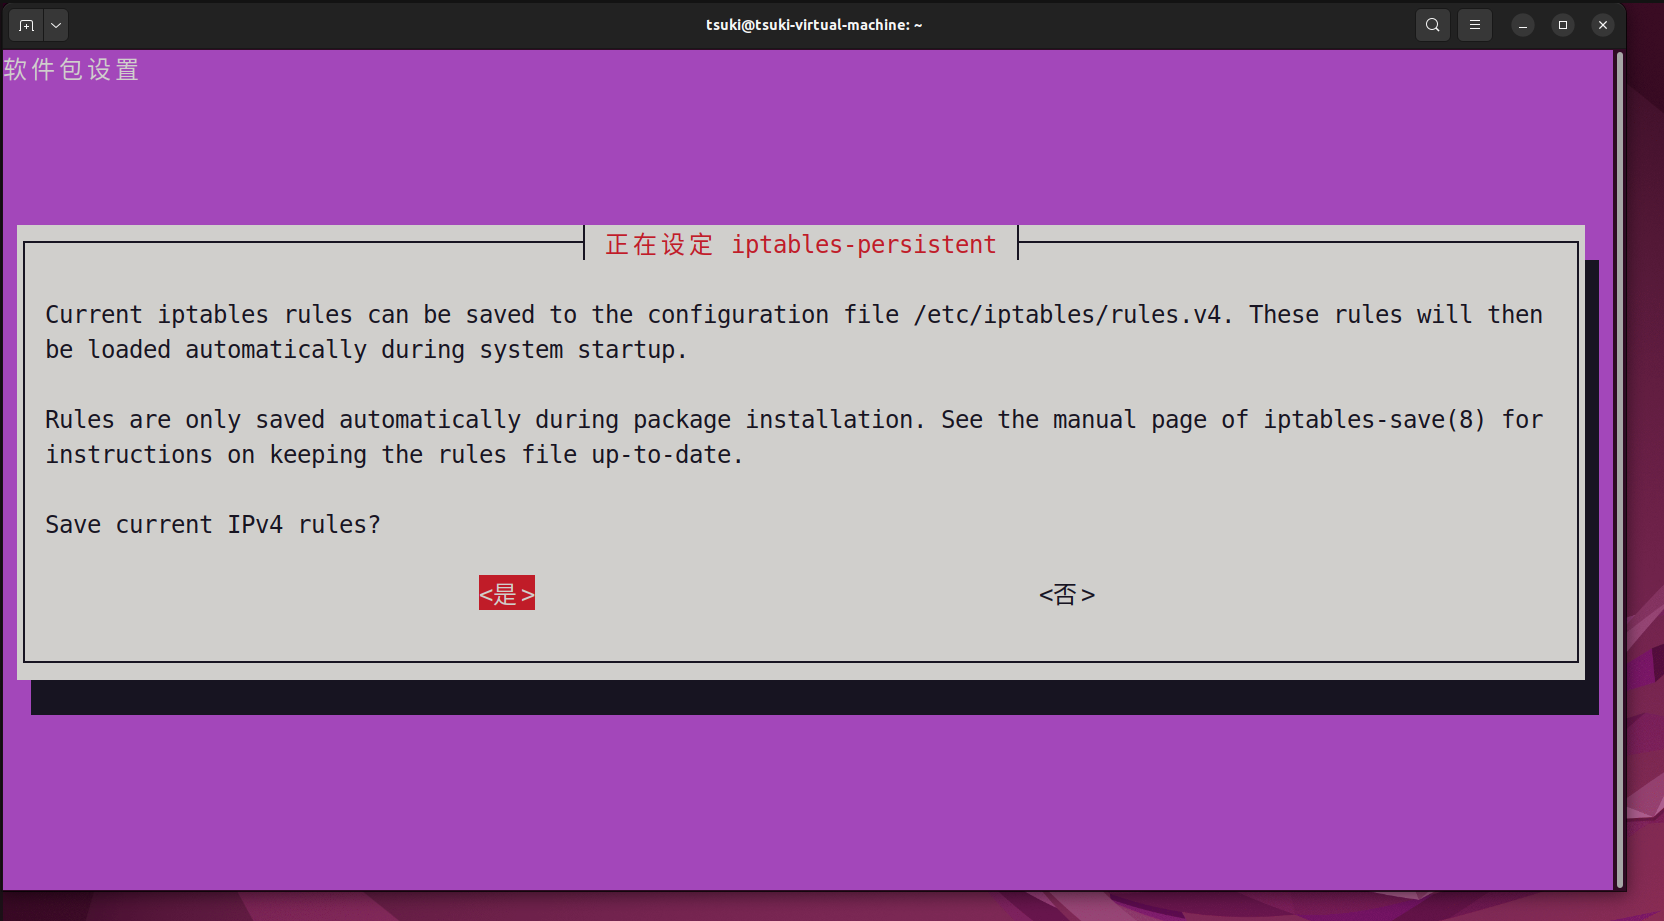 tsuki@tsuki-virtual-machine: ~
软件包设置
正在设定 iptables-persistent
Current iptables rules can be saved to the configuration file /etc/iptables/rules.v4. These rules will then
be loaded automatically during system startup.
Rules are only saved automatically during package installation. See the manual page of iptables-save(8) for
instructions on keeping the rules file up-to-date.
Save current IPv4 rules?
<是> <否>